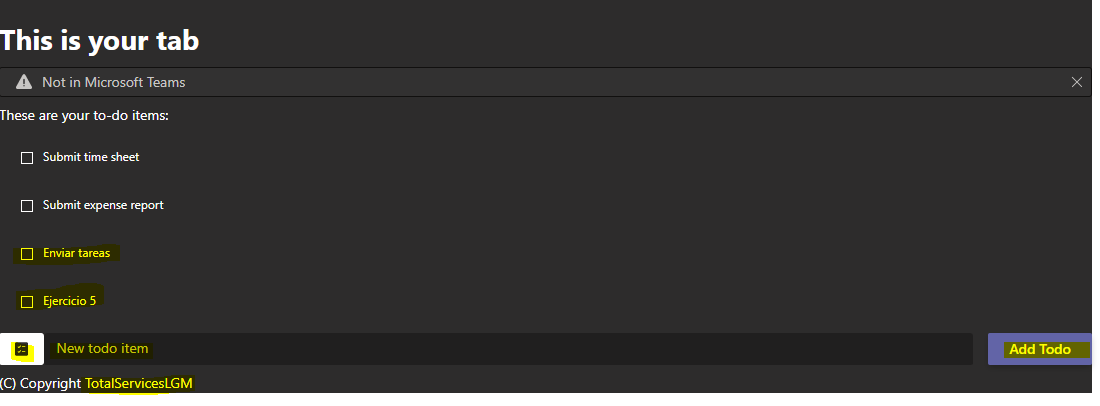 This is your tab
Not in Microsoft Teams
These are your to-do items:
Submit time sheet
Submit expense report
Enviar tareas
Ejercicio 5
New todo item
Add Todo
(C) Copyright TotalServicesLGM